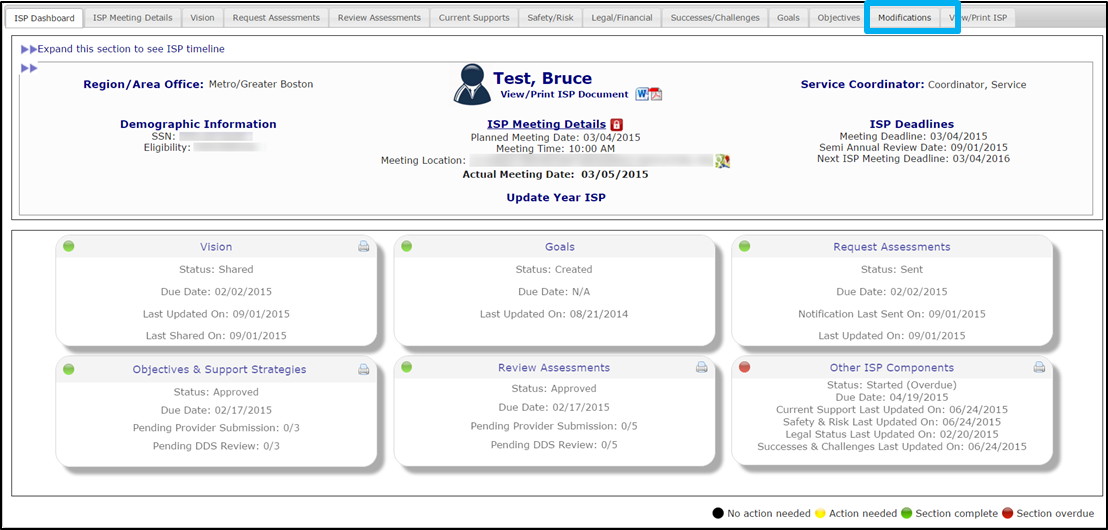 ISP Dashboard ISP Meeting Details Vision Request Assessments Review Assessments Current Supports Safety/Risk Legal/Financial Successes/Challenges Goals Objectives Modifications View/Print ISP
Expand this section to see ISP timeline
Region/Area Office: Metro/Greater Boston
Test, Bruce
View/Print ISP Document
Service Coordinator: Coordinator, Service
Demographic Information
SSN:
Eligibility:
ISP Meeting Details
Planned Meeting Date: 03/04/2015
Meeting Time: 10:00 AM
Meeting Location:
Actual Meeting Date: 03/05/2015
Update Year ISP
ISP Deadlines
Meeting Deadline: 03/04/2015
Semi Annual Review Date: 09/01/2015
Next ISP Meeting Deadline: 03/04/2016
Vision
Status: Shared
Due Date: 02/02/2015
Last Updated On: 09/01/2015
Last Shared On: 09/01/2015
Goals
Status: Created
Due Date: N/A
Last Updated On: 08/21/2014
Request Assessments
Status: Sent
Due Date: 02/02/2015
Notification Last Sent On: 09/01/2015
Last Updated On: 09/01/2015
Objectives & Support Strategies
Status: Approved
Due Date: 02/17/2015
Pending Provider Submission: 0/3
Pending DDS Review: 0/3
Review Assessments
Status: Approved
Due Date: 02/17/2015
Pending Provider Submission: 0/5
Pending DDS Review: 0/5
Other ISP Components
Status: Started (Overdue)
Due Date: 04/19/2015
Current Support Last Updated On: 06/24/2015
Safety & Risk Last Updated On: 06/24/2015
Legal Status Last Updated On: 02/20/2015
Successes & Challenges Last Updated On: 06/24/2015
No action needed Action needed Section complete Section overdue